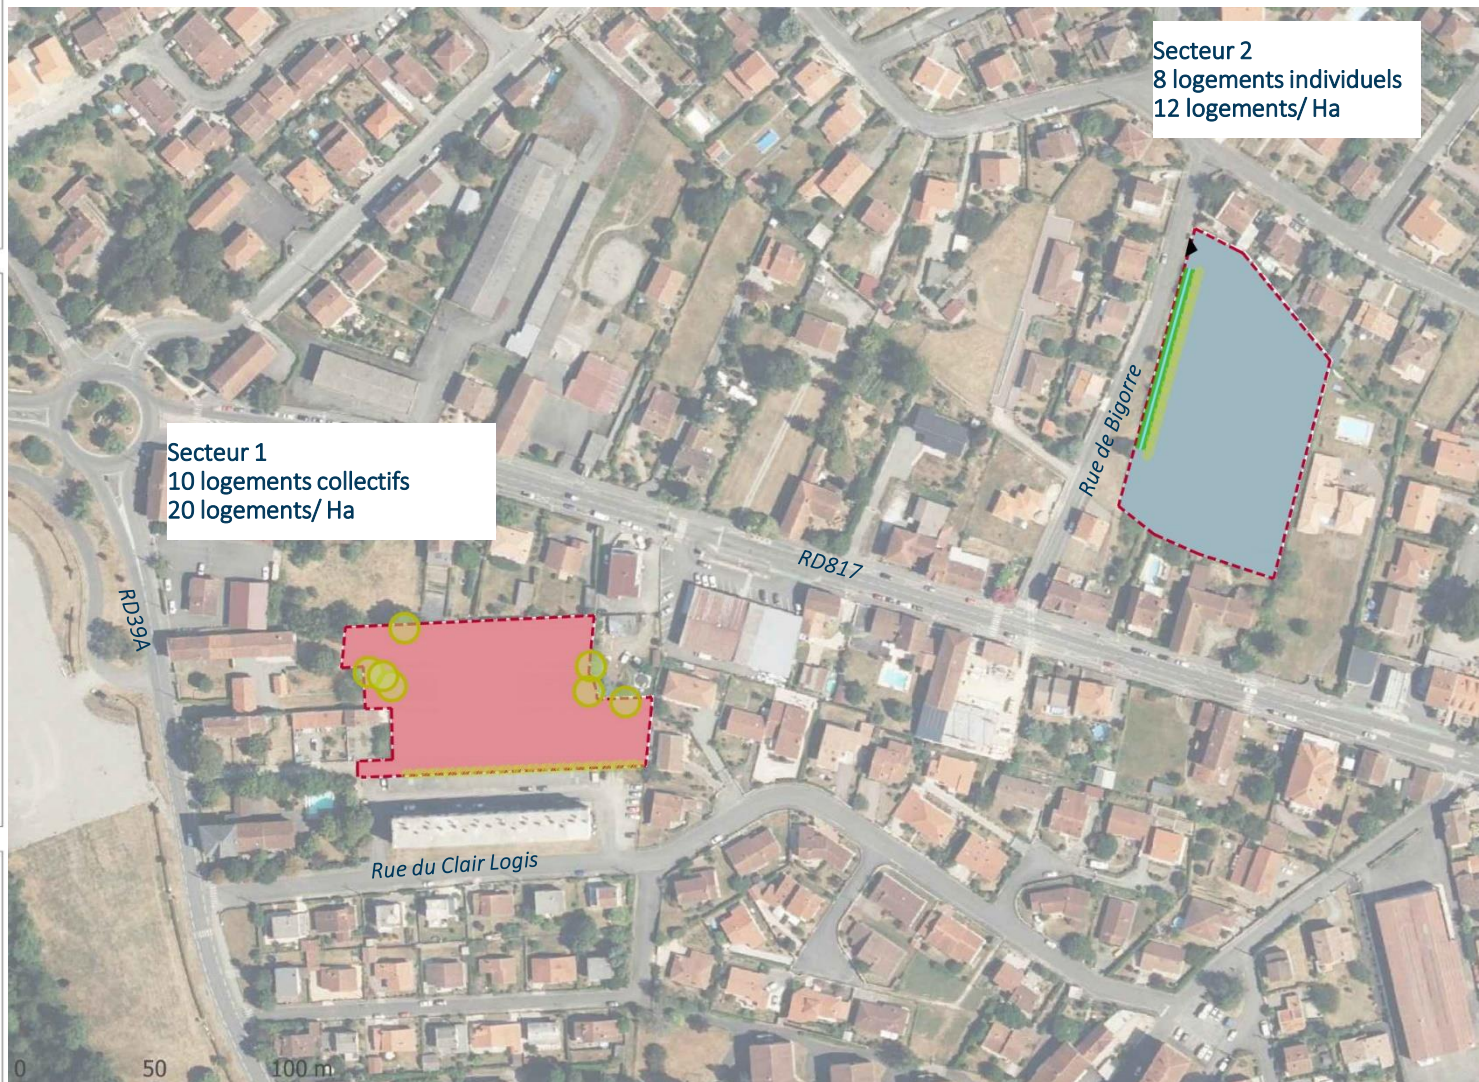 Secteur 2
8 logements individuels
12 logements/ Ha
Rue de Bigorre
Secteur 1
10 logements collectifs
20 logements/ Ha
RD817
RD39A
Rue du Clair Logis
0 50 100 m